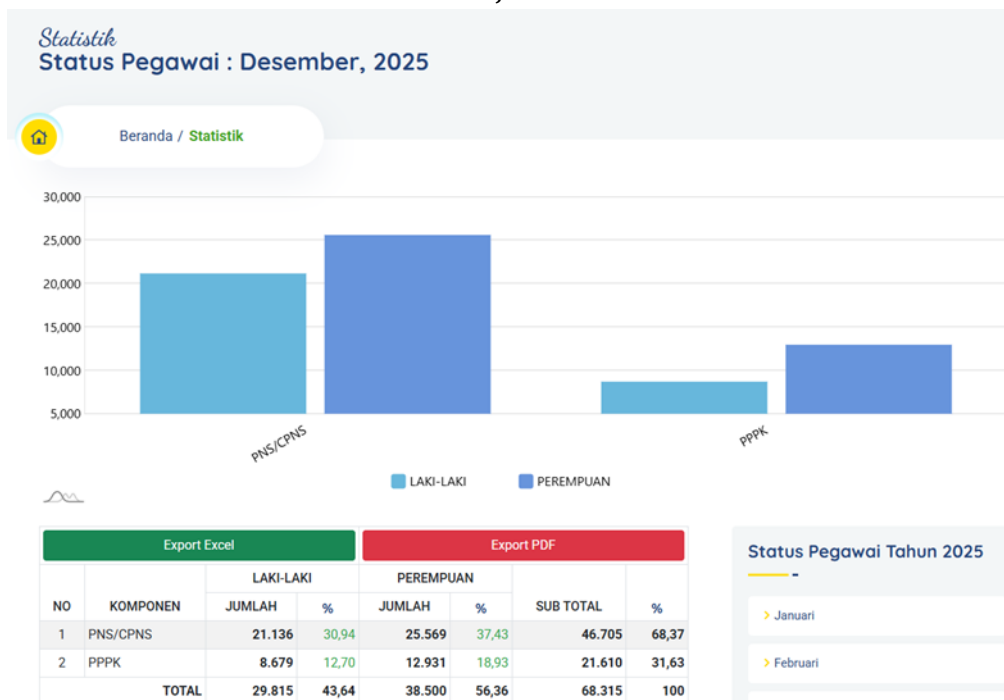 Statistik
Status Pegawai : Desember, 2025
Beranda / Statistik
30,000
25,000
20,000
15,000
10,000
5,000
PNS/CPNS
PPPK
LAKI-LAKI PEREMPUAN
Export Excel Export PDF
LAKI-LAKI PEREMPUAN
NO KOMPONEN JUMLAH % JUMLAH % SUB TOTAL %
1 PNS/CPNS 21.136 30,94 25.569 37,43 46.705 68,37
2 PPPK 8.679 12,70 12.931 18,93 21.610 31,63
TOTAL 29.815 43,64 38.500 56,36 68.315 100
Status Pegawai Tahun 2025
Januari
Februari